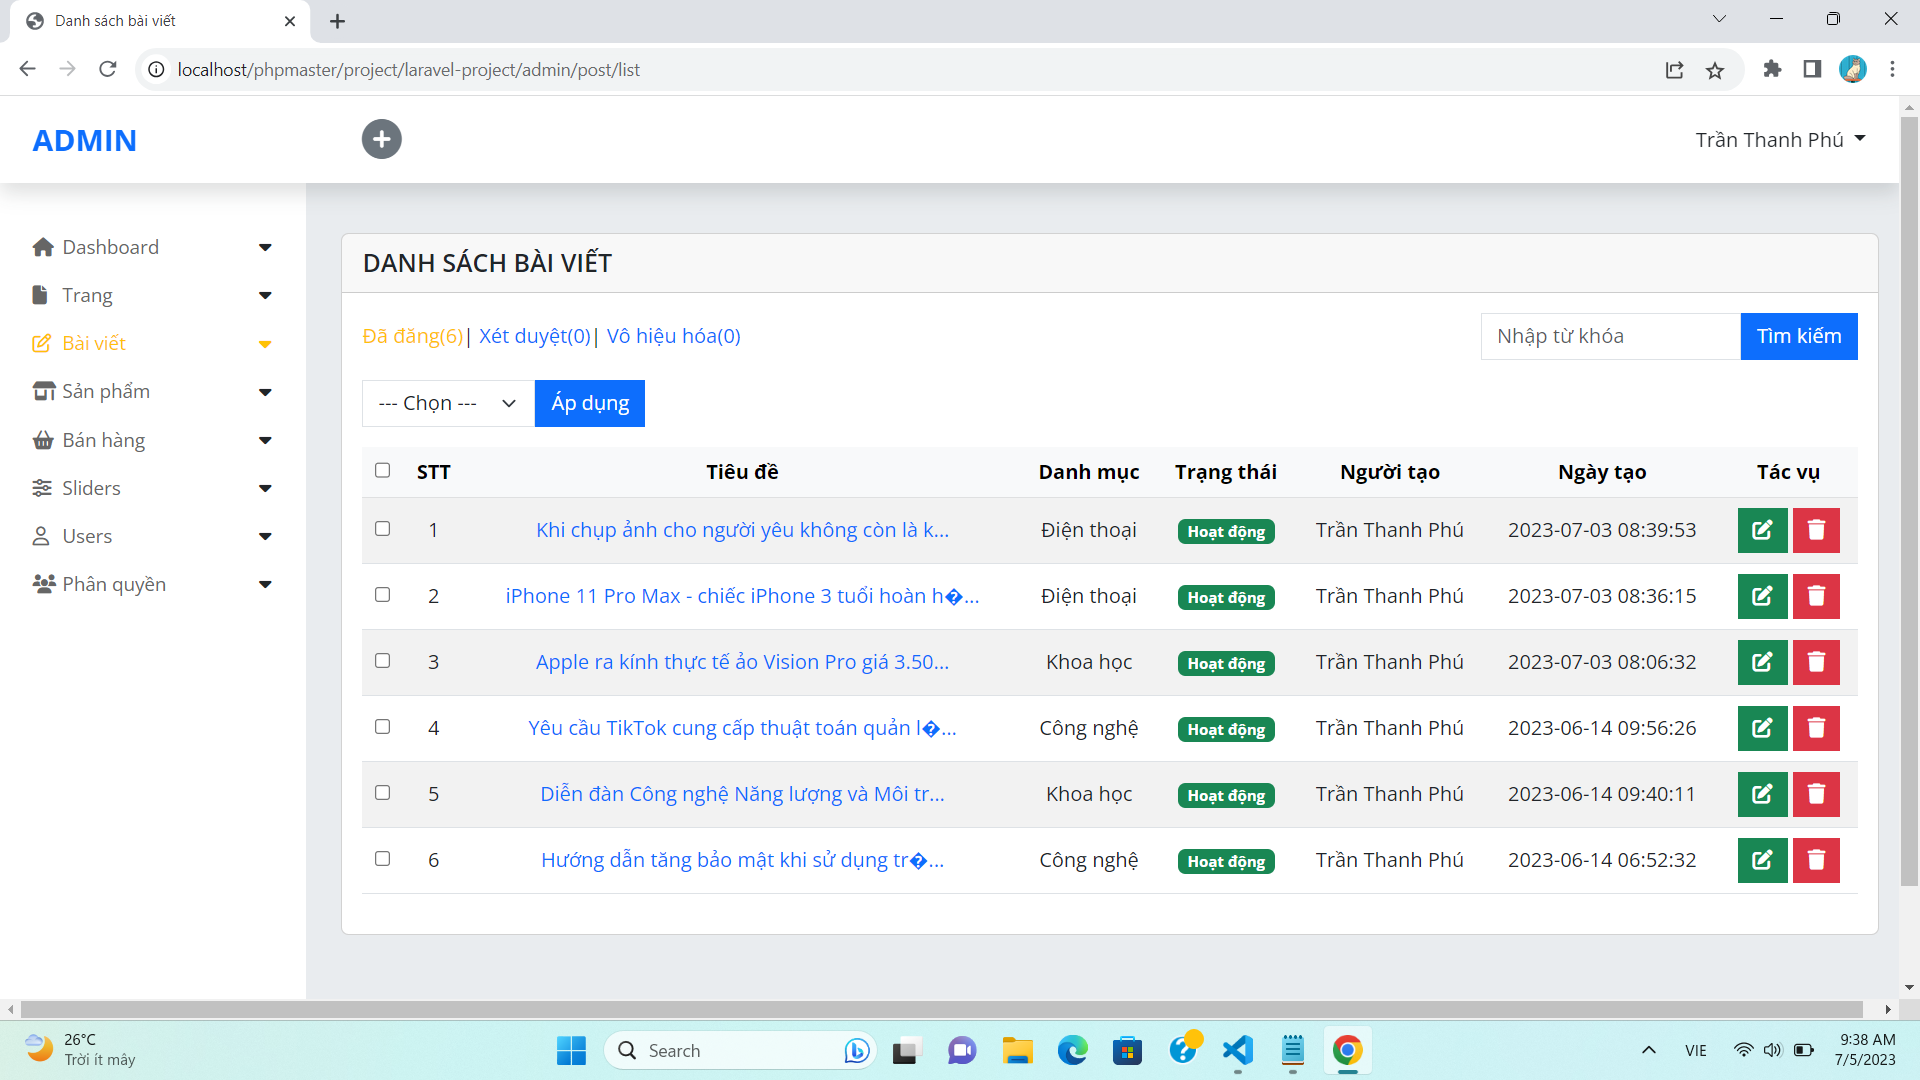 Danh sách bài viết
localhost/phpmaster/project/laravel-project/admin/post/list
ADMIN
Trần Thanh Phú
Dashboard
Trang
Bài viết
Sản phẩm
Bán hàng
Sliders
Users
Phân quyền
DANH SÁCH BÀI VIẾT
Đã đăng(6)| Xét duyệt(0)| Vô hiệu hóa(0)
Nhập từ khóa Tìm kiếm
--- Chọn --- Áp dụng
STT Tiêu đề Danh mục Trạng thái Người tạo Ngày tạo Tác vụ
1 Khi chụp ảnh cho người yêu không còn là k... Điện thoại Hoạt động Trần Thanh Phú 2023-07-03 08:39:53
2 iPhone 11 Pro Max - chiếc iPhone 3 tuổi hoàn h�... Điện thoại Hoạt động Trần Thanh Phú 2023-07-03 08:36:15
3 Apple ra kính thực tế ảo Vision Pro giá 3.50... Khoa học Hoạt động Trần Thanh Phú 2023-07-03 08:06:32
4 Yêu cầu TikTok cung cấp thuật toán quản l�... Công nghệ Hoạt động Trần Thanh Phú 2023-06-14 09:56:26
5 Diễn đàn Công nghệ Năng lượng và Môi tr... Khoa học Hoạt động Trần Thanh Phú 2023-06-14 09:40:11
6 Hướng dẫn tăng bảo mật khi sử dụng tr�... Công nghệ Hoạt động Trần Thanh Phú 2023-06-14 06:52:32
26°C
Trời ít mây
Search
VIE
9:38 AM
7/5/2023